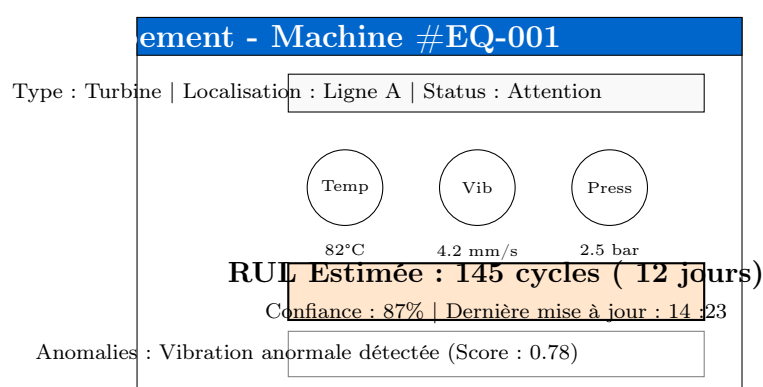 ement - Machine #EQ-001
Type : Turbine | Localisation : Ligne A | Status : Attention
Temp Vib Press
82°C 4.2 mm/s 2.5 bar
RUL Estimée : 145 cycles ( 12 jours)
Confiance : 87% | Dernière mise à jour : 14 :23
Anomalies : Vibration anormale détectée (Score : 0.78)